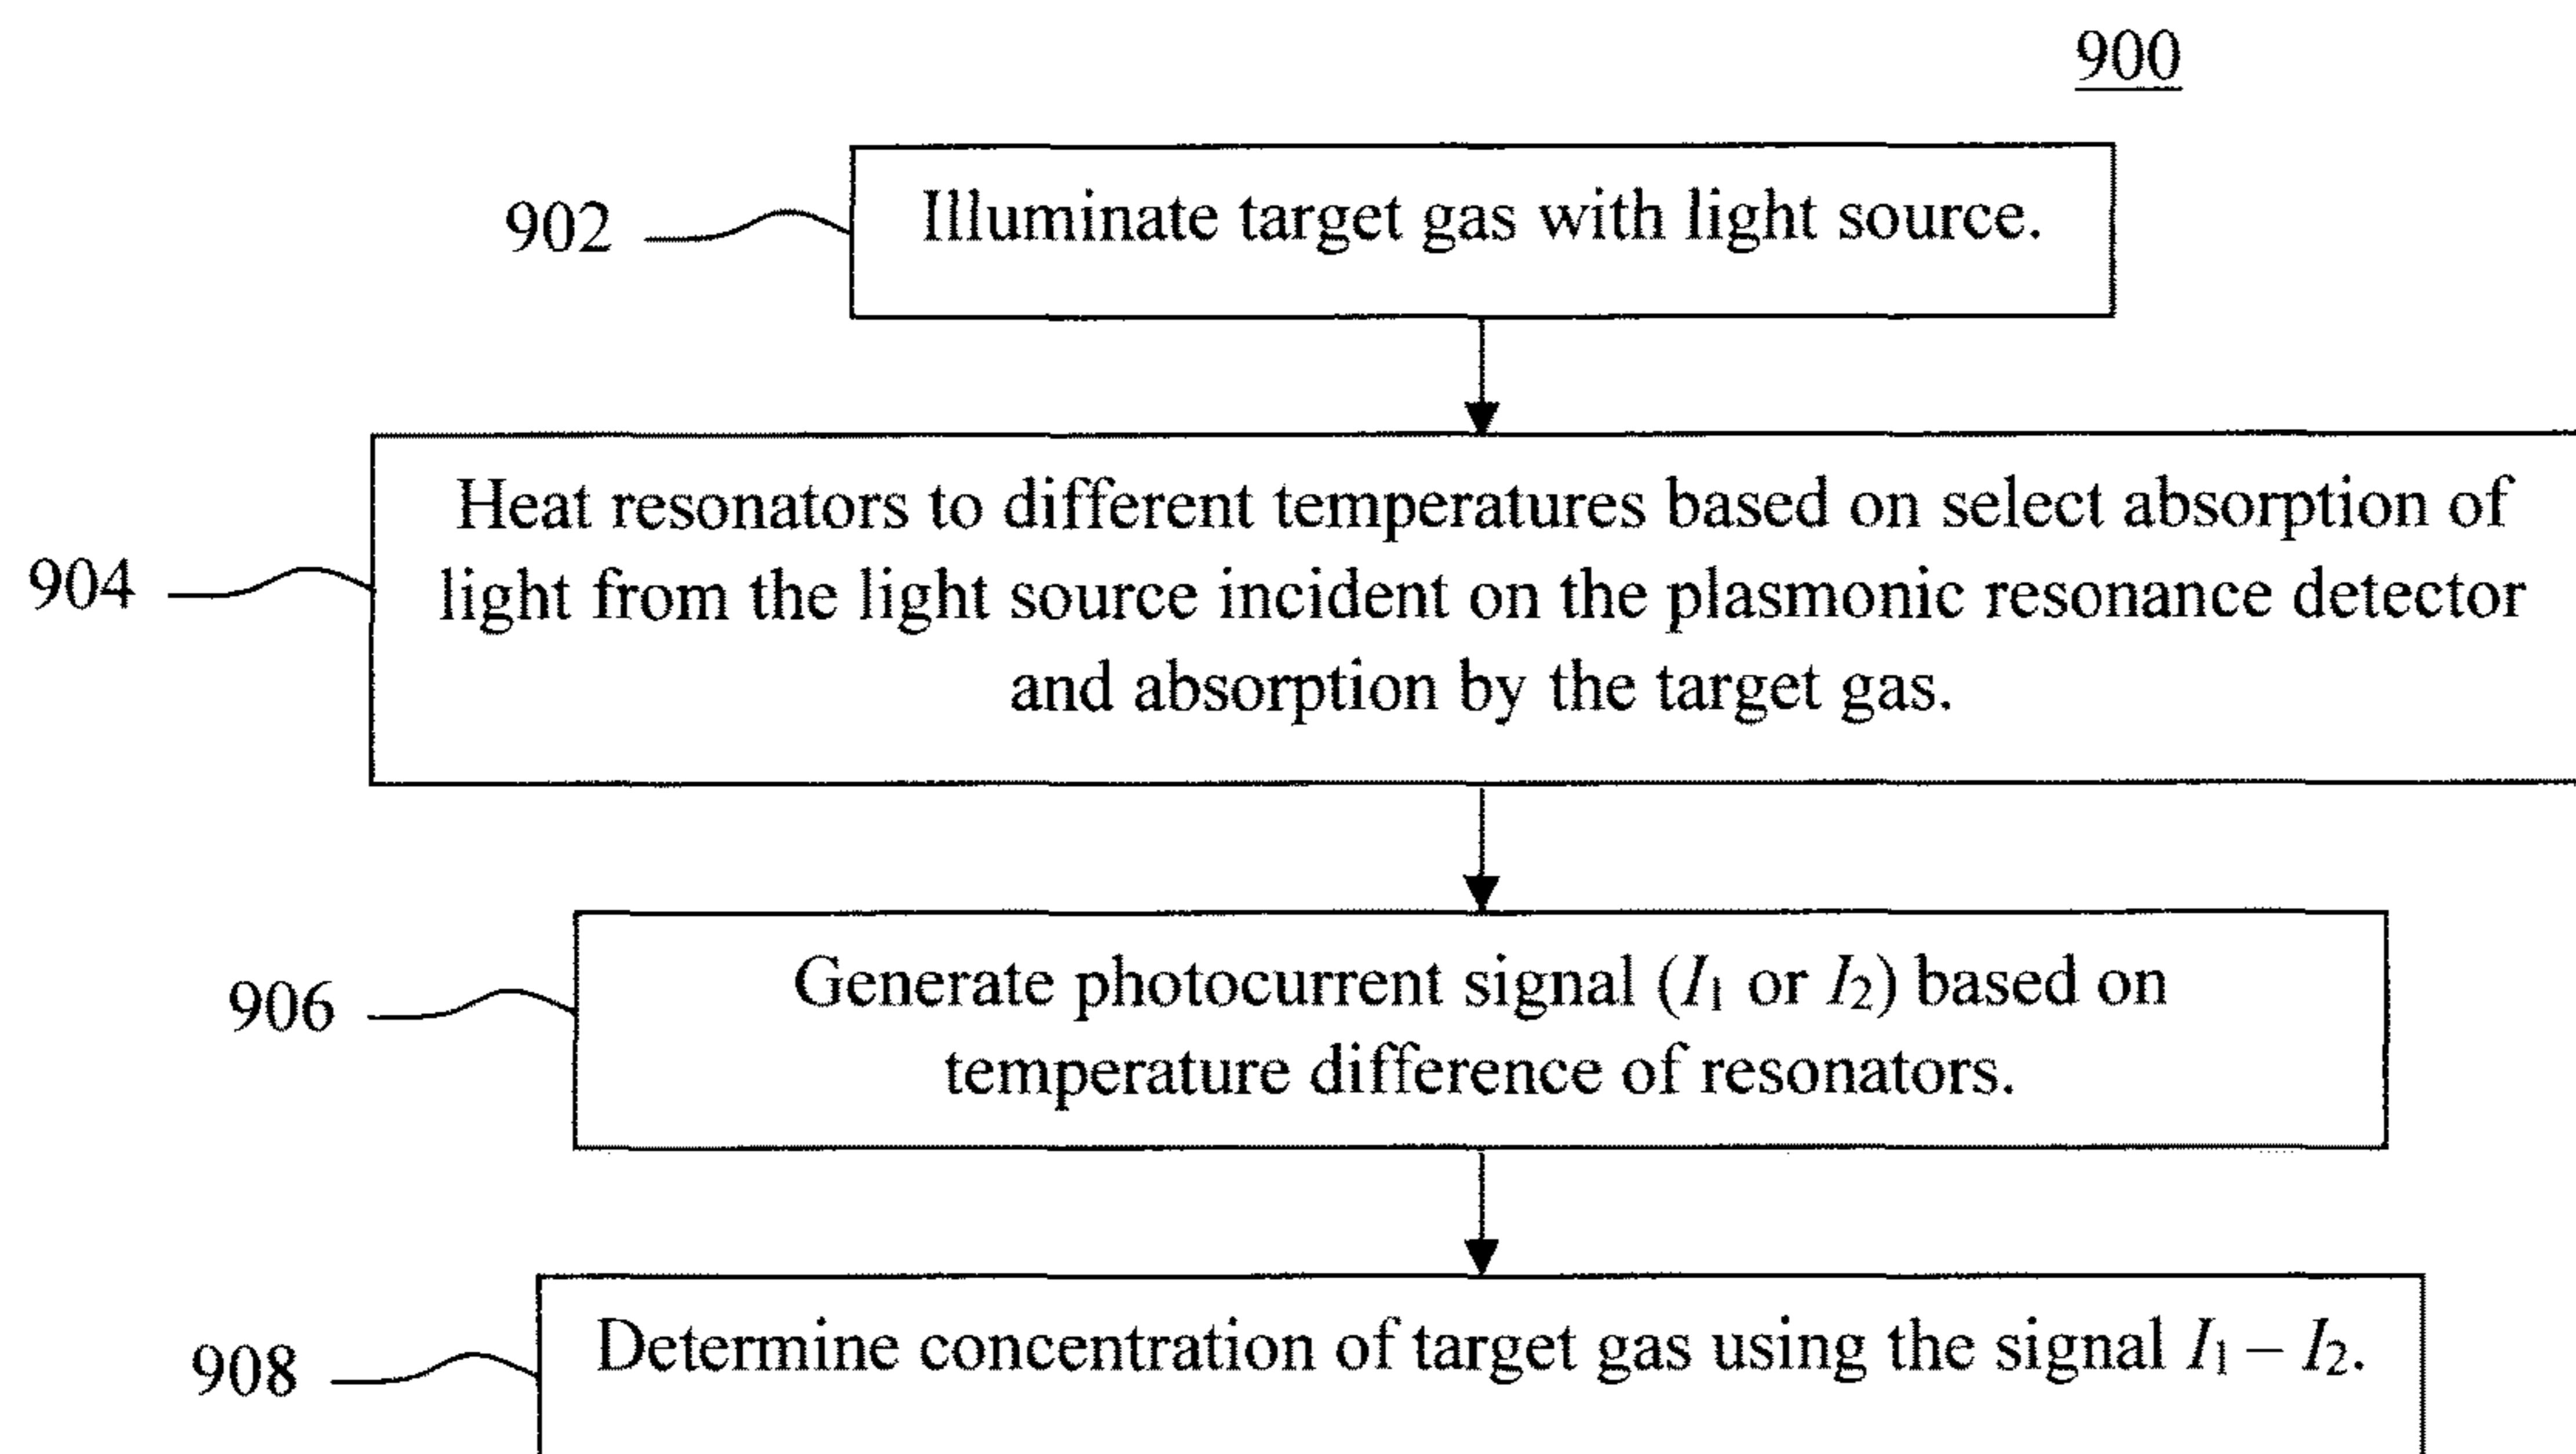 900
902
Illuminate target gas with light source.
904
Heat resonators to different temperatures based on select absorption of
light from the light source incident on the plasmonic resonance detector
and absorption by the target gas.
906
Generate photocurrent signal (I₁ or I₂) based on
temperature difference of resonators.
908
Determine concentration of target gas using the signal I₁ – I₂.